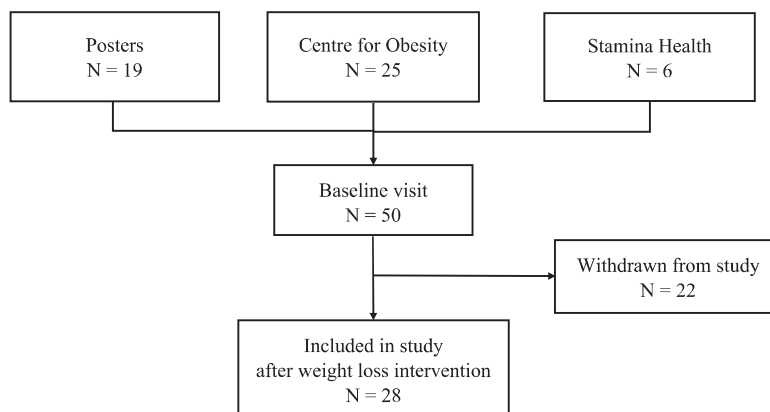 Posters
N = 19
Centre for Obesity
N = 25
Stamina Health
N = 6
Baseline visit
N = 50
Withdrawn from study
N = 22
Included in study
after weight loss intervention
N = 28